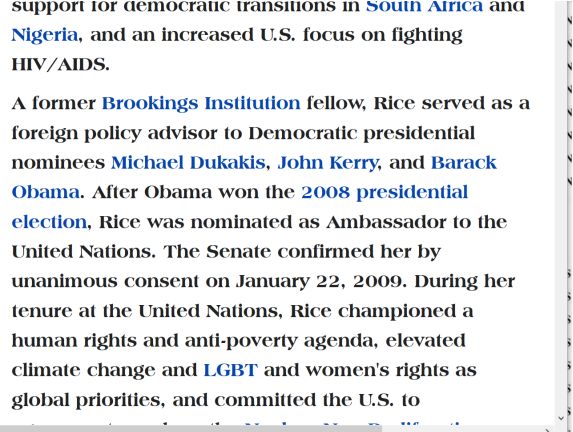 support for democratic transitions in South Africa and
Nigeria, and an increased U.S. focus on fighting
HIV/AIDS.
A former Brookings Institution fellow, Rice served as a
foreign policy advisor to Democratic presidential
nominees Michael Dukakis, John Kerry, and Barack
Obama. After Obama won the 2008 presidential
election, Rice was nominated as Ambassador to the
United Nations. The Senate confirmed her by
unanimous consent on January 22, 2009. During her
tenure at the United Nations, Rice championed a
human rights and anti-poverty agenda, elevated
climate change and LGBT and women's rights as
global priorities, and committed the U.S. to